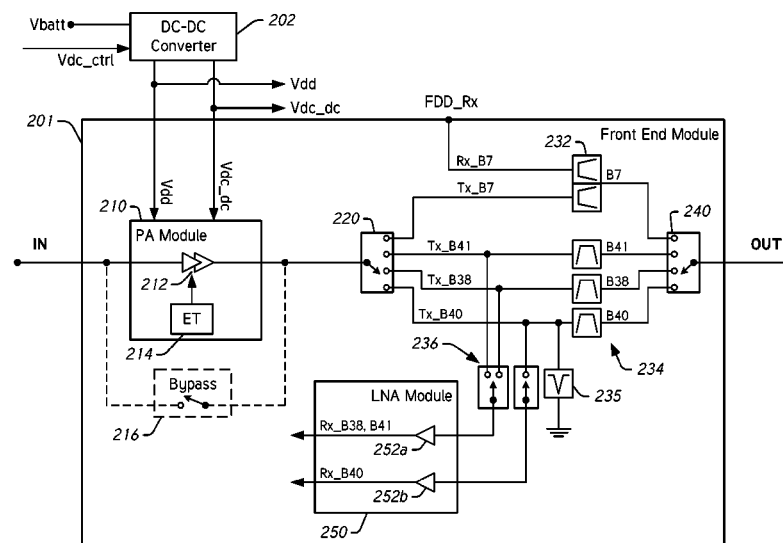 Vbatt
DC-DC
Converter
202
Vdc_ctrl
Vdd
Vdc_dc
FDD_Rx
201
Front End Module
232
Rx_B7
B7
Tx_B7
Vdd
Vdc_dc
210
PA Module
220
240
IN
OUT
212
Tx_B41
B41
Tx_B38
B38
ET
Tx_B40
B40
214
236
234
Bypass
235
216
LNA Module
Rx_B38, B41
252a
Rx_B40
252b
250